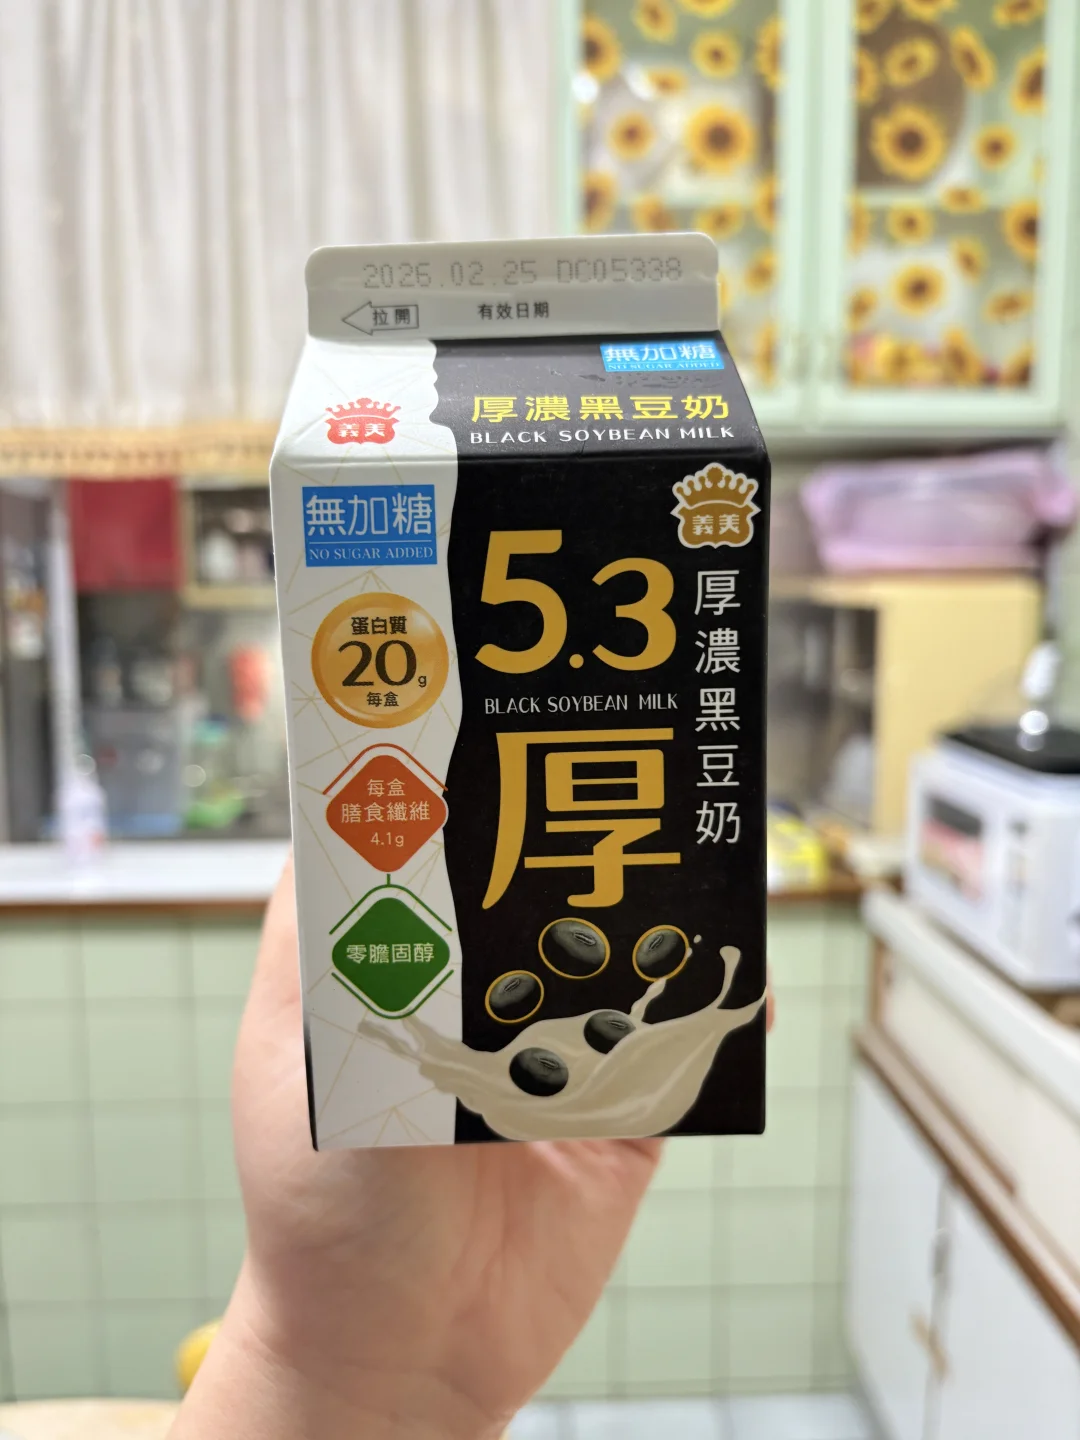 2026.02.25 DC05338
拉開
有效日期
無加糖
NO SUGAR ADDED
厚濃黑豆奶
BLACK SOYBEAN MILK
義美
無加糖
NO SUGAR ADDED
蛋白質
20g
每盒
每盒
膳食纖維
4.1g
零膽固醇
義美
5.3
BLACK SOYBEAN MILK
厚
厚濃黑豆奶